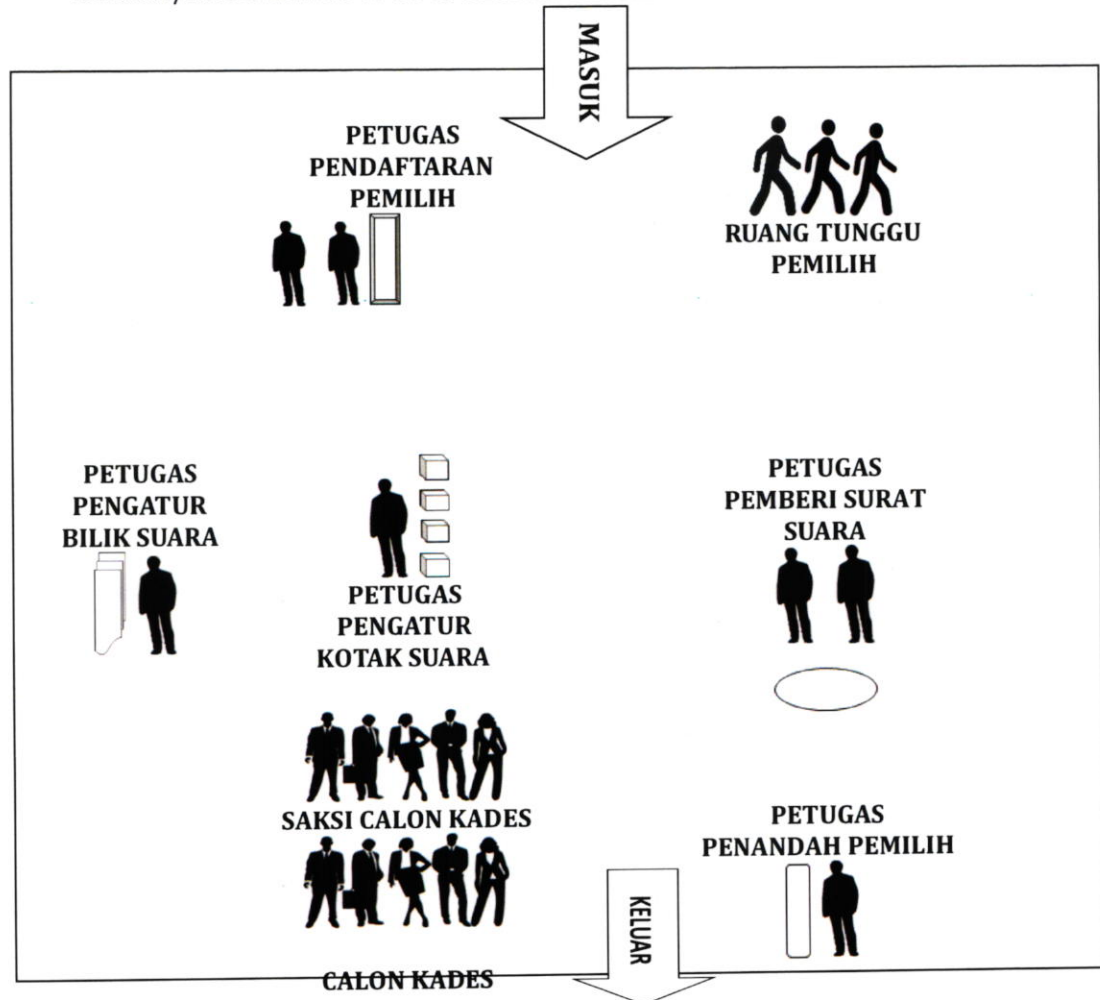 MASUK
PETUGAS
PENDAFTARAN
PEMILIH
RUANG TUNGGU
PEMILIH
PETUGAS
PENGATUR
BILIK SUARA
PETUGAS
PENGATUR
KOTAK SUARA
PETUGAS
PEMBERI SURAT
SUARA
SAKSI CALON KADES
CALON KADES
PETUGAS
PENANDAH PEMILIH
KELUAR